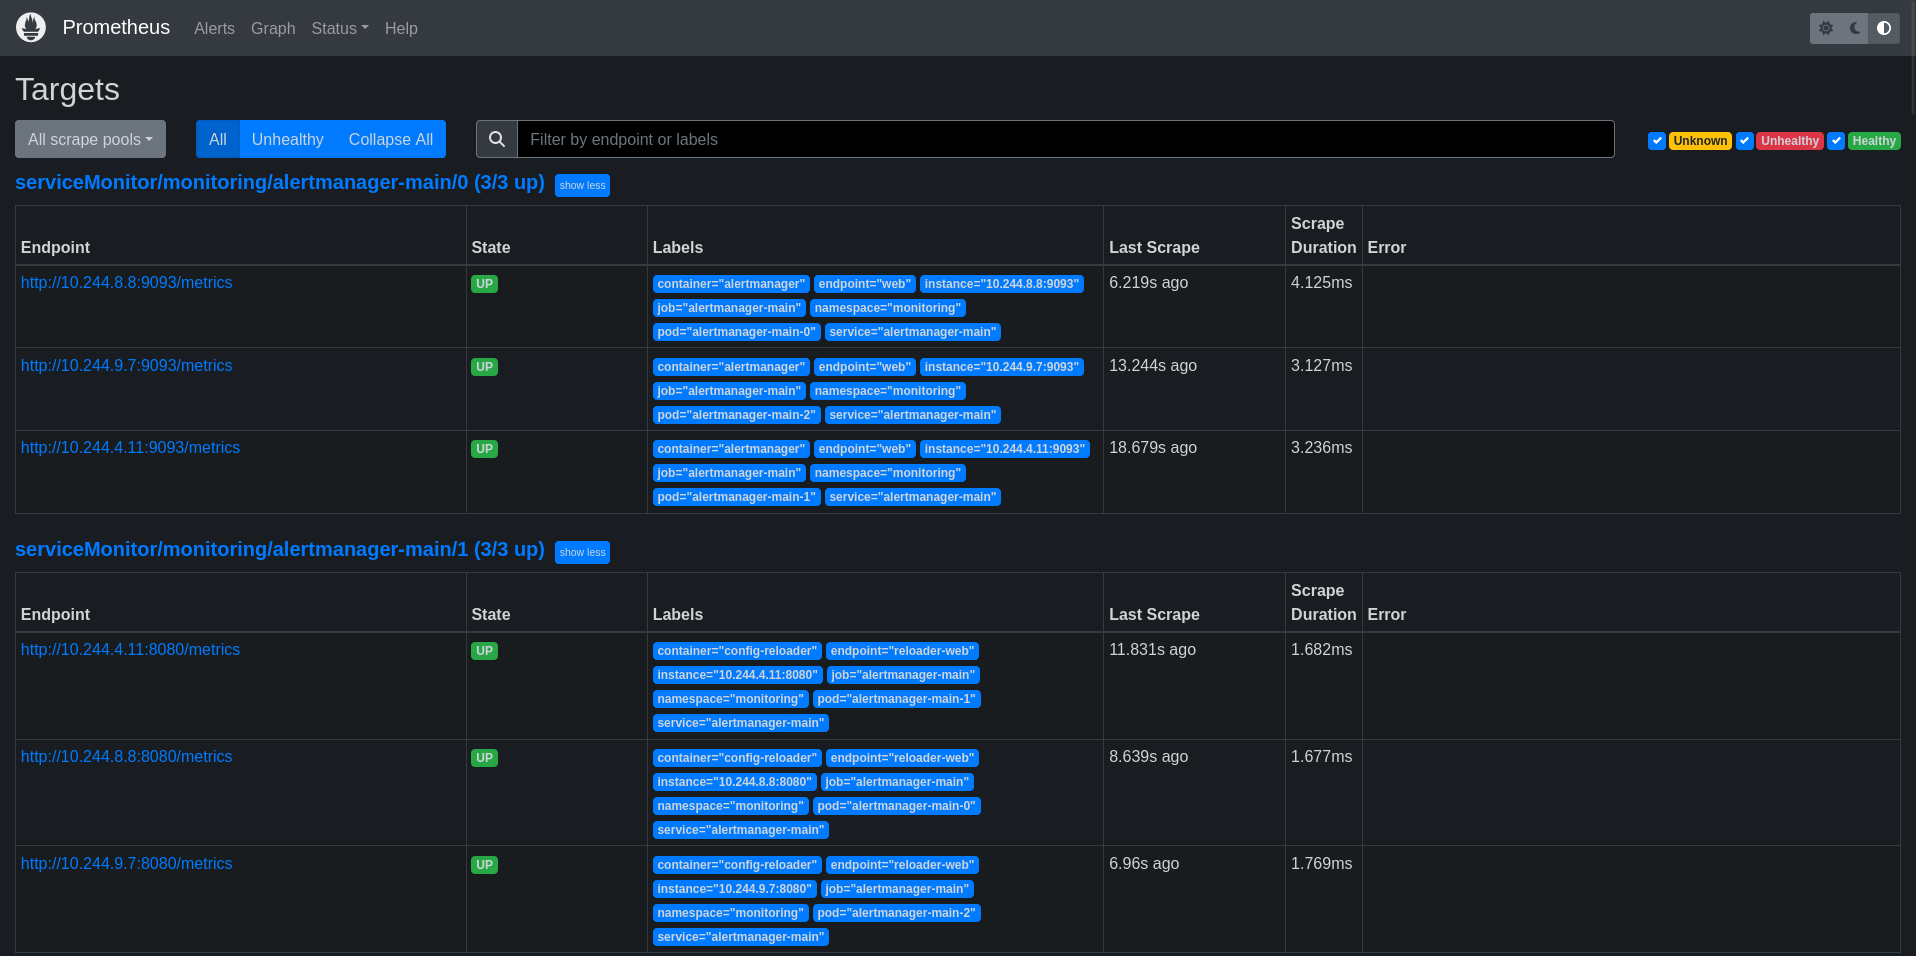 Prometheus Alerts Graph Status Help
Targets
All scrape pools All Unhealthy Collapse All Filter by endpoint or labels Unknown Unhealthy Healthy
serviceMonitor/monitoring/alertmanager-main/0 (3/3 up) show less
Endpoint State Labels Last Scrape Scrape Duration Error
http://10.244.8.8:9093/metrics UP container="alertmanager" endpoint="web" instance="10.244.8.8:9093" 6.219s ago 4.125ms
job="alertmanager-main" namespace="monitoring"
pod="alertmanager-main-0" service="alertmanager-main"
http://10.244.9.7:9093/metrics UP container="alertmanager" endpoint="web" instance="10.244.9.7:9093" 13.244s ago 3.127ms
job="alertmanager-main" namespace="monitoring"
pod="alertmanager-main-2" service="alertmanager-main"
http://10.244.4.11:9093/metrics UP container="alertmanager" endpoint="web" instance="10.244.4.11:9093" 18.679s ago 3.236ms
job="alertmanager-main" namespace="monitoring"
pod="alertmanager-main-1" service="alertmanager-main"
serviceMonitor/monitoring/alertmanager-main/1 (3/3 up) show less
Endpoint State Labels Last Scrape Scrape Duration Error
http://10.244.4.11:8080/metrics UP container="config-reloader" endpoint="reloader-web" 11.831s ago 1.682ms
instance="10.244.4.11:8080" job="alertmanager-main"
namespace="monitoring" pod="alertmanager-main-1"
service="alertmanager-main"
http://10.244.8.8:8080/metrics UP container="config-reloader" endpoint="reloader-web" 8.639s ago 1.677ms
instance="10.244.8.8:8080" job="alertmanager-main"
namespace="monitoring" pod="alertmanager-main-0"
service="alertmanager-main"
http://10.244.9.7:8080/metrics UP container="config-reloader" endpoint="reloader-web" 6.96s ago 1.769ms
instance="10.244.9.7:8080" job="alertmanager-main"
namespace="monitoring" pod="alertmanager-main-2"
service="alertmanager-main"